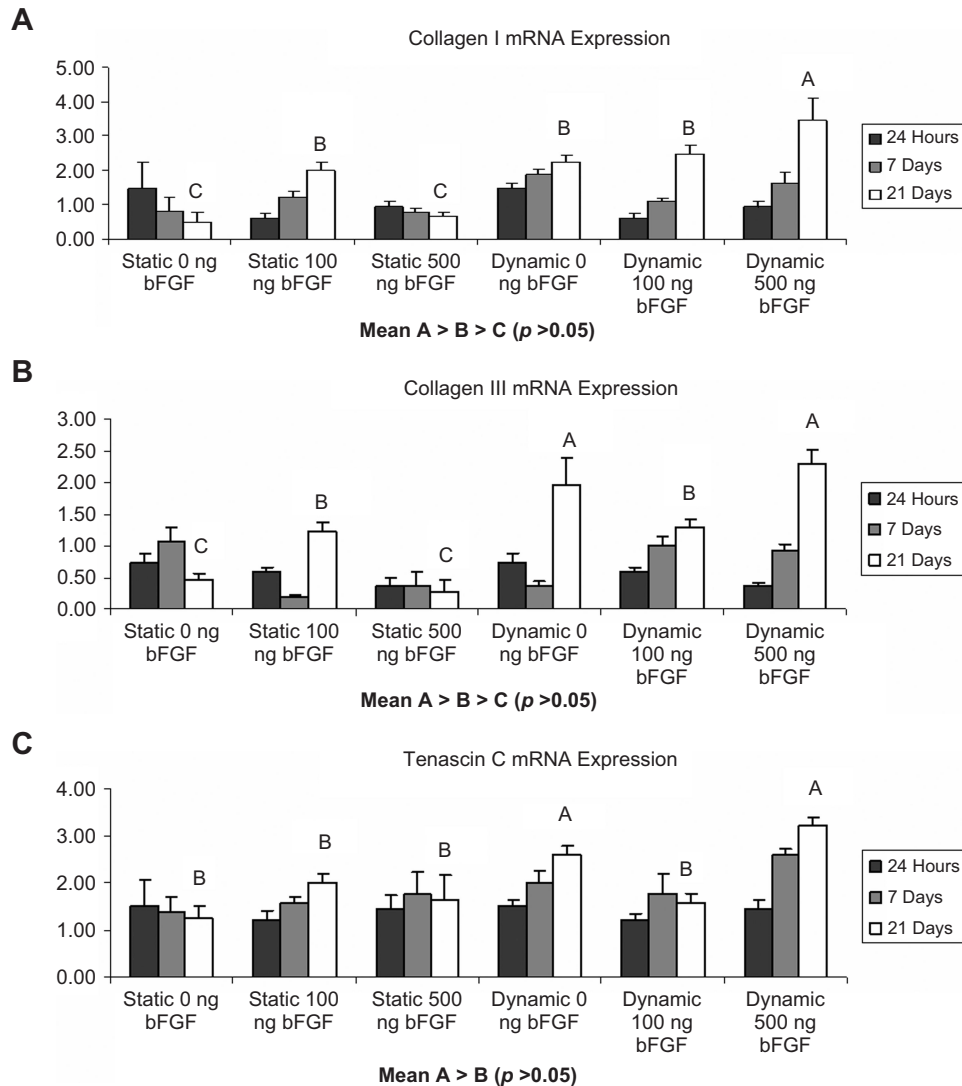 A
Collagen I mRNA Expression
5.00
4.00
3.00
2.00
1.00
0.00
C
B
C
B
B
A
24 Hours
7 Days
21 Days
Static 0 ng
bFGF
Static 100
ng bFGF
Static 500
ng bFGF
Dynamic 0
ng bFGF
Dynamic
100 ng
bFGF
Dynamic
500 ng
bFGF
Mean A > B > C (p >0.05)
B
Collagen III mRNA Expression
3.00
2.50
2.00
1.50
1.00
0.50
0.00
C
B
C
A
B
A
24 Hours
7 Days
21 Days
Static 0 ng
bFGF
Static 100
ng bFGF
Static 500
ng bFGF
Dynamic 0
ng bFGF
Dynamic
100 ng
bFGF
Dynamic
500 ng
bFGF
Mean A > B > C (p >0.05)
C
Tenascin C mRNA Expression
4.00
3.00
2.00
1.00
0.00
B
B
B
A
B
A
24 Hours
7 Days
21 Days
Static 0 ng
bFGF
Static 100
ng bFGF
Static 500
ng bFGF
Dynamic 0
ng bFGF
Dynamic
100 ng
bFGF
Dynamic
500 ng
bFGF
Mean A > B (p >0.05)